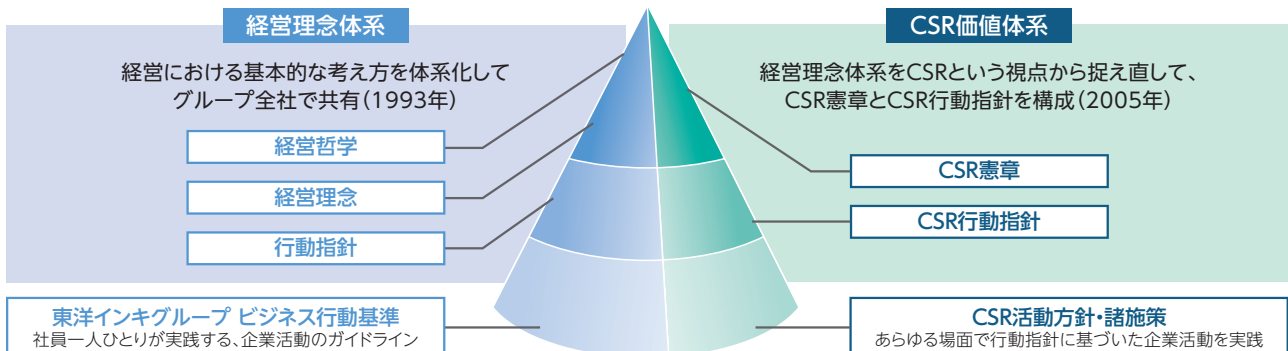 経営理念体系
経営における基本的な考え方を体系化して
グループ全社で共有(1993年)
経営哲学
経営理念
行動指針
東洋インキグループ ビジネス行動基準
社員一人ひとりが実践する、企業活動のガイドライン
CSR価値体系
経営理念体系をCSRという視点から捉え直して、
CSR憲章とCSR行動指針を構成(2005年)
CSR憲章
CSR行動指針
CSR活動方針・諸施策
あらゆる場面で行動指針に基づいた企業活動を実践